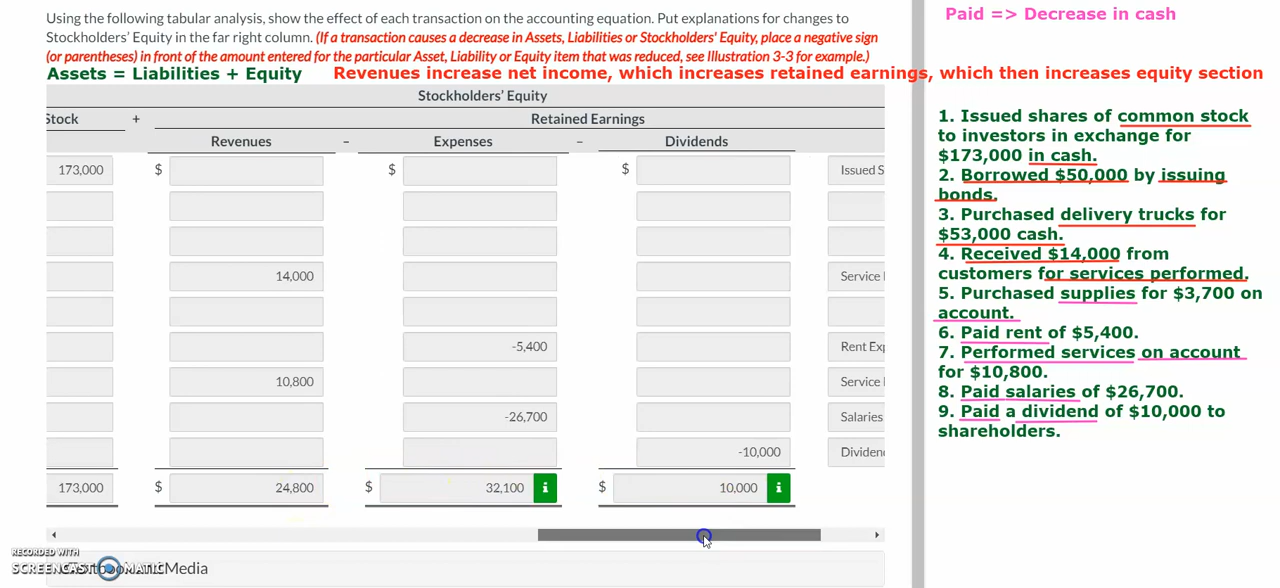 Using the following tabular analysis, show the effect of each transaction on the accounting equation. Put explanations for changes to
Stockholders' Equity in the far right column. (If a transaction causes a decrease in Assets, Liabilities or Stockholders' Equity, place a negative sign
(or parentheses) in front of the amount entered for the particular Asset, Liability or Equity item that was reduced, see Illustration 3-3 for example.)
Assets = Liabilities + Equity Revenues increase net income, which increases retained earnings, which then increases equity section
Stockholders' Equity
Stock + Retained Earnings
Revenues - Expenses - Dividends
173,000 $ $ $ Issued S
14,000 Service
-5,400 Rent Exp
10,800 Service
-26,700 Salaries
-10,000 Dividen
173,000 $ 24,800 $ 32,100 i $ 10,000 i
RECORDED WITH
SCREENCAST MATIC
Media
Paid => Decrease in cash
1. Issued shares of common stock
to investors in exchange for
$173,000 in cash.
2. Borrowed $50,000 by issuing
bonds.
3. Purchased delivery trucks for
$53,000 cash.
4. Received $14,000 from
customers for services performed.
5. Purchased supplies for $3,700 on
account.
6. Paid rent of $5,400.
7. Performed services on account
for $10,800.
8. Paid salaries of $26,700.
9. Paid a dividend of $10,000 to
shareholders.